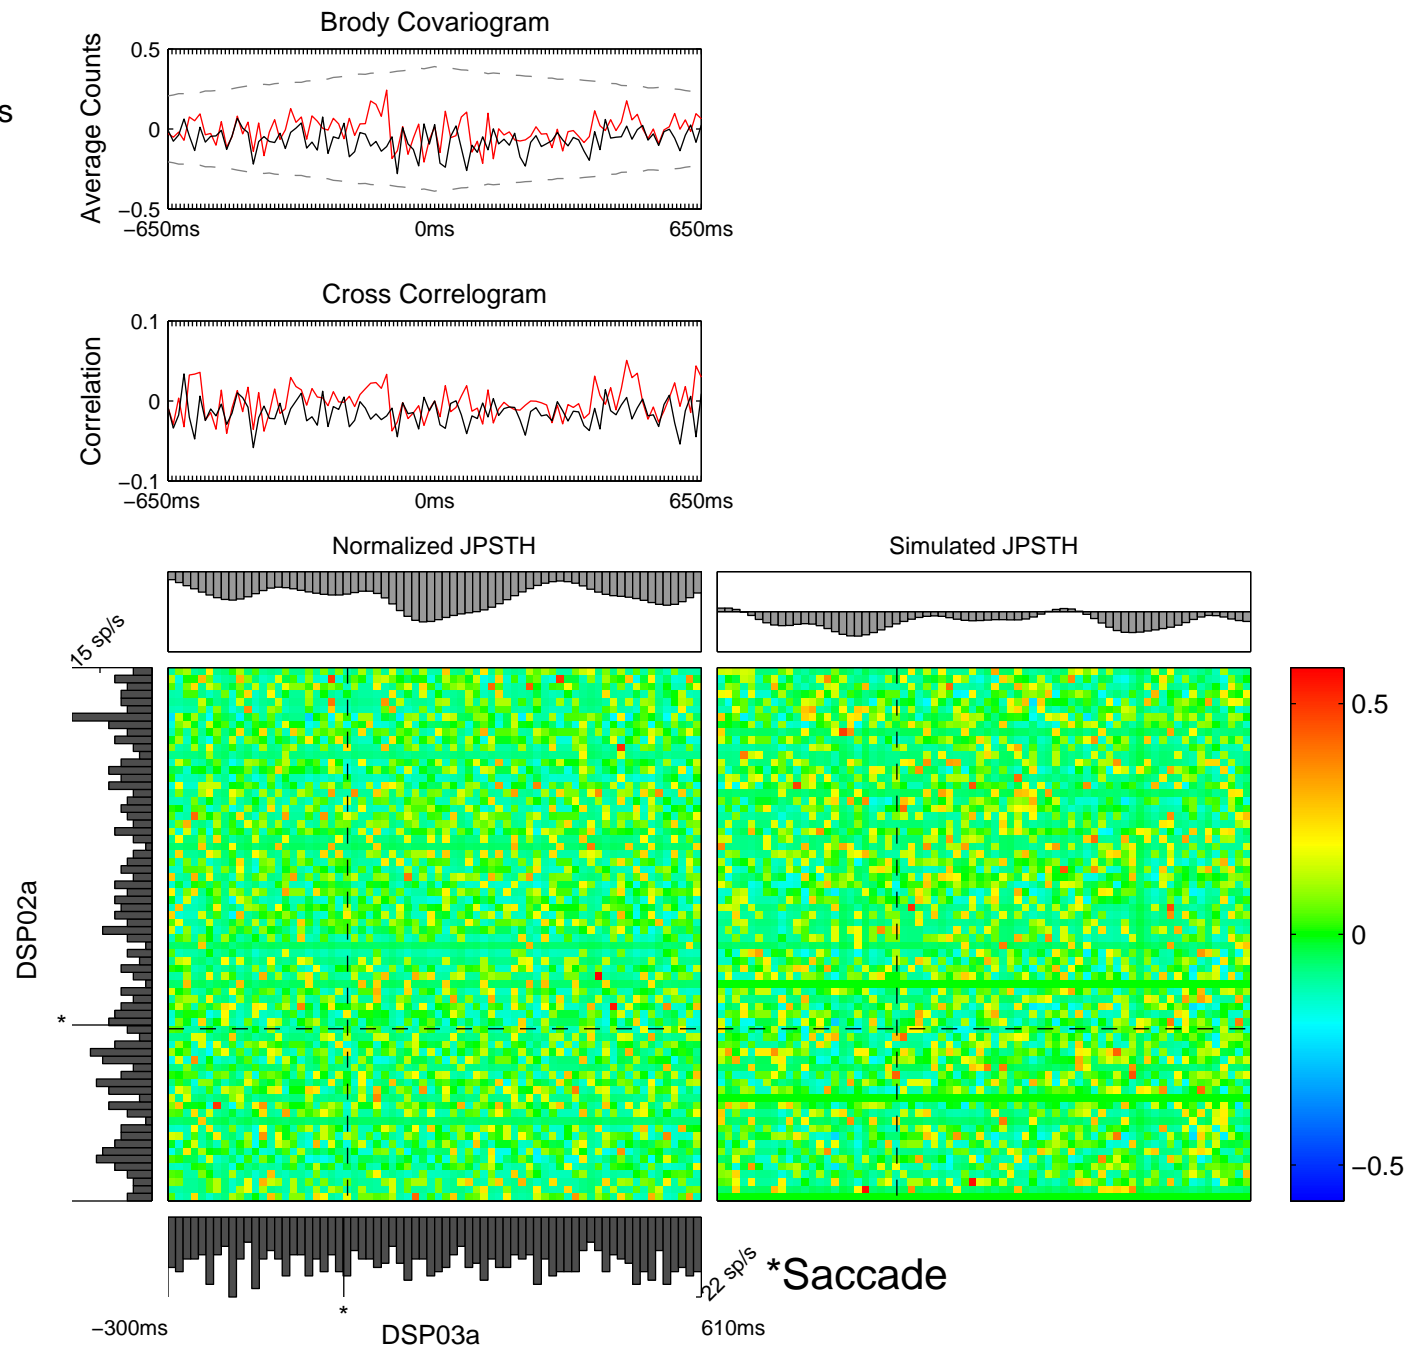 Brody Covariogram
s
Average Counts
0.5
0
−0.5
−650ms
0ms
650ms
Cross Correlogram
Correlation
0.1
0
−0.1
−650ms
0ms
650ms
Normalized JPSTH
Simulated JPSTH
15 sp/s
DSP02a
*
0.5
0
−0.5
22 sp/s
*Saccade
*
−300ms
DSP03a
610ms